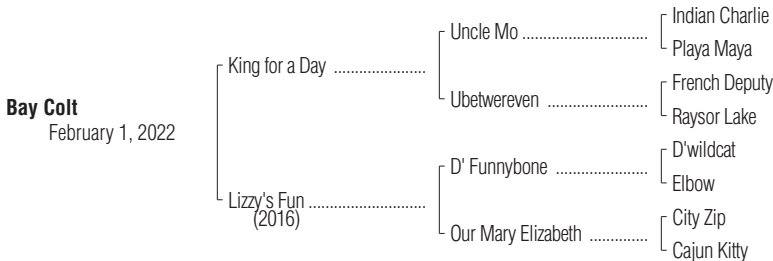 Indian Charlie
Uncle Mo ................................
Playa Maya
King for a Day .......................
French Deputy
Ubetwereven .........................
Raysor Lake
Bay Colt
February 1, 2022
D'wildcat
D' Funnybone .......................
Elbow
Lizzy's Fun .............................
(2016)
City Zip
Our Mary Elizabeth ...............
Cajun Kitty